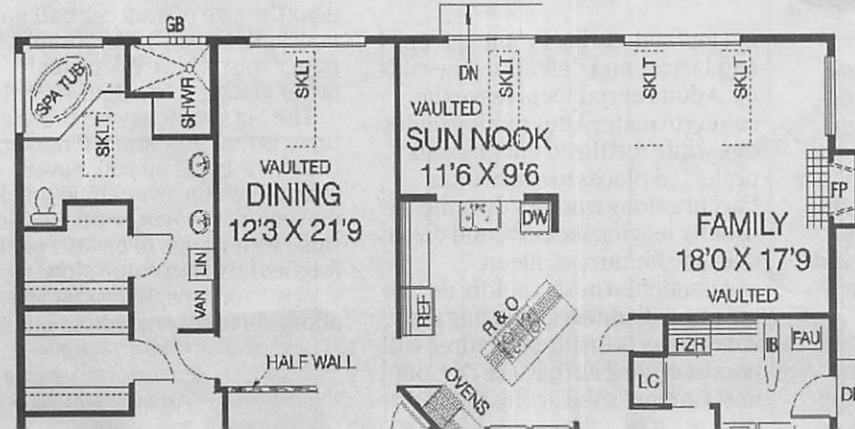 GB
SPA TUB
SHWR
SKLT
SKLT
VAULTED
DINING
12'3 X 21'9
LIN
VAN
HALF WALL
DN
SKLT
VAULTED
SUN NOOK
11'6 X 9'6
DW
REF
R & O
OVENS
SKLT
SKLT
FAMILY
18'0 X 17'9
VAULTED
FP
FZR
IB
FAU
LC